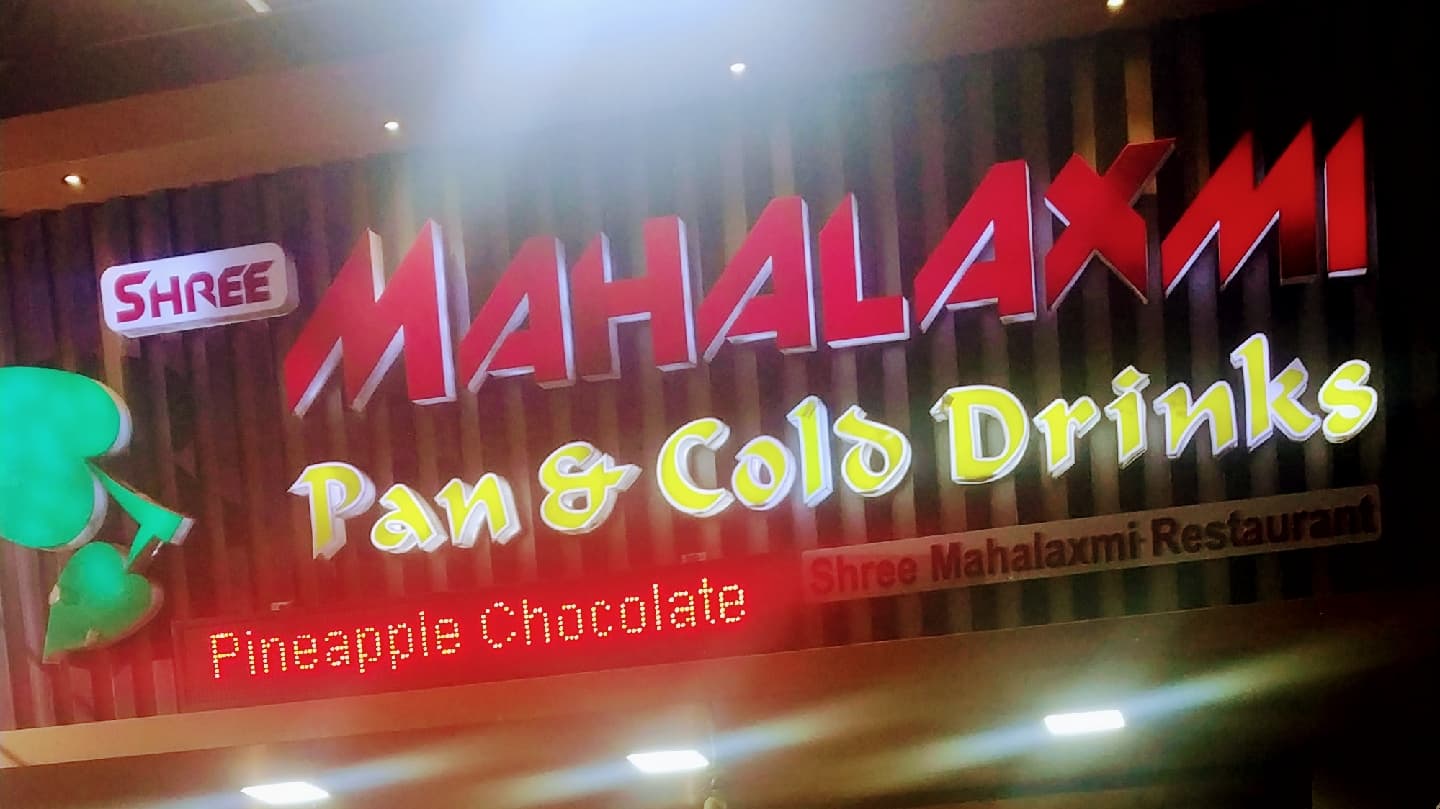 SHREE
MAHALAXMI
Pan & Cold Drinks
Shree Mahalaxmi Restaurant
Pineapple Chocolate